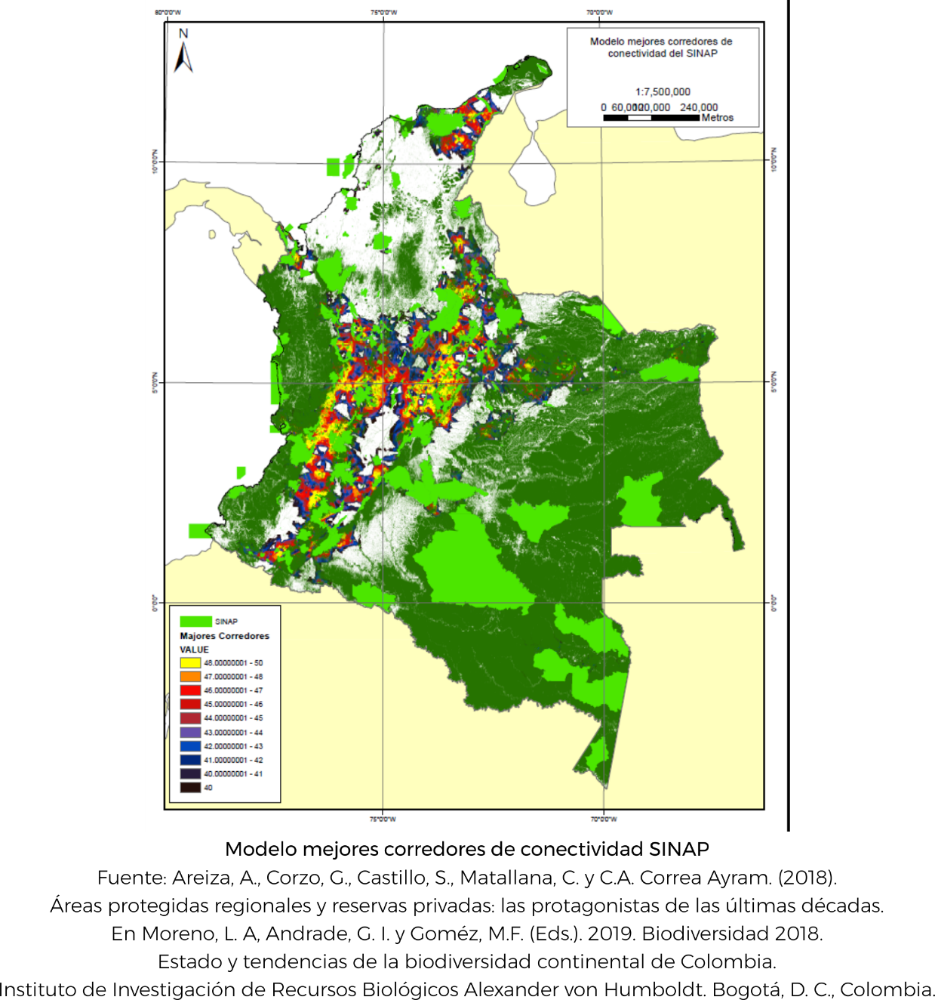 80°0'0"W 75°0'0"W 70°0'0"W
N
Modelo mejores corredores de
conectividad del SINAP
1:7,500,000
0 60,000 120,000 240,000
Metros
10°0'0"N 10°0'0"N
5°0'0"N 5°0'0"N
0°0'0" 0°0'0"
SINAP
Majores Corredores
VALUE
48.00000001 - 50
47.00000001 - 48
46.00000001 - 47
45.00000001 - 46
44.00000001 - 45
43.00000001 - 44
42.00000001 - 43
41.00000001 - 42
40.00000001 - 41
40
75°0'0"W 70°0'0"W
Modelo mejores corredores de conectividad SINAP
Fuente: Areiza, A., Corzo, G., Castillo, S., Matallana, C. y C.A. Correa Ayram. (2018).
Áreas protegidas regionales y reservas privadas: las protagonistas de las últimas décadas.
En Moreno, L. A, Andrade, G. I. y Goméz, M.F. (Eds.). 2019. Biodiversidad 2018.
Estado y tendencias de la biodiversidad continental de Colombia.
Instituto de Investigación de Recursos Biológicos Alexander von Humboldt. Bogotá, D. C., Colombia.